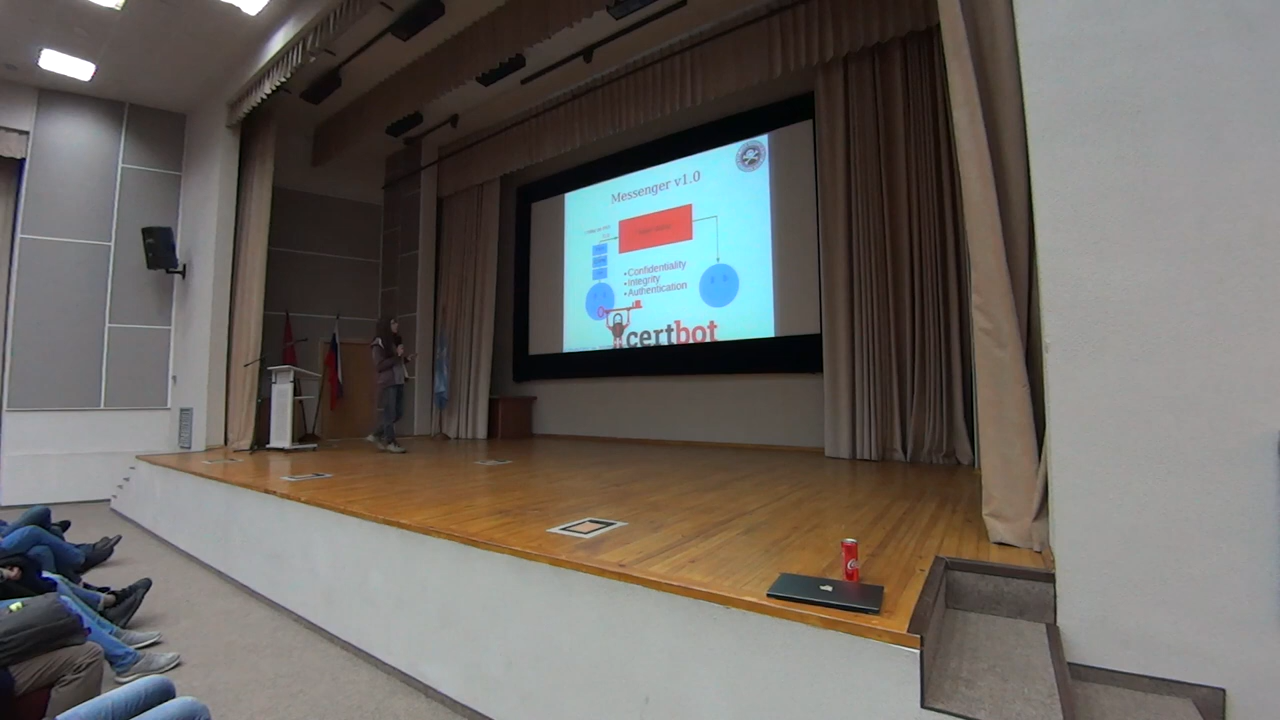 Messenger v1.0
•Confidentiality
•Integrity
•Authentication
certbot